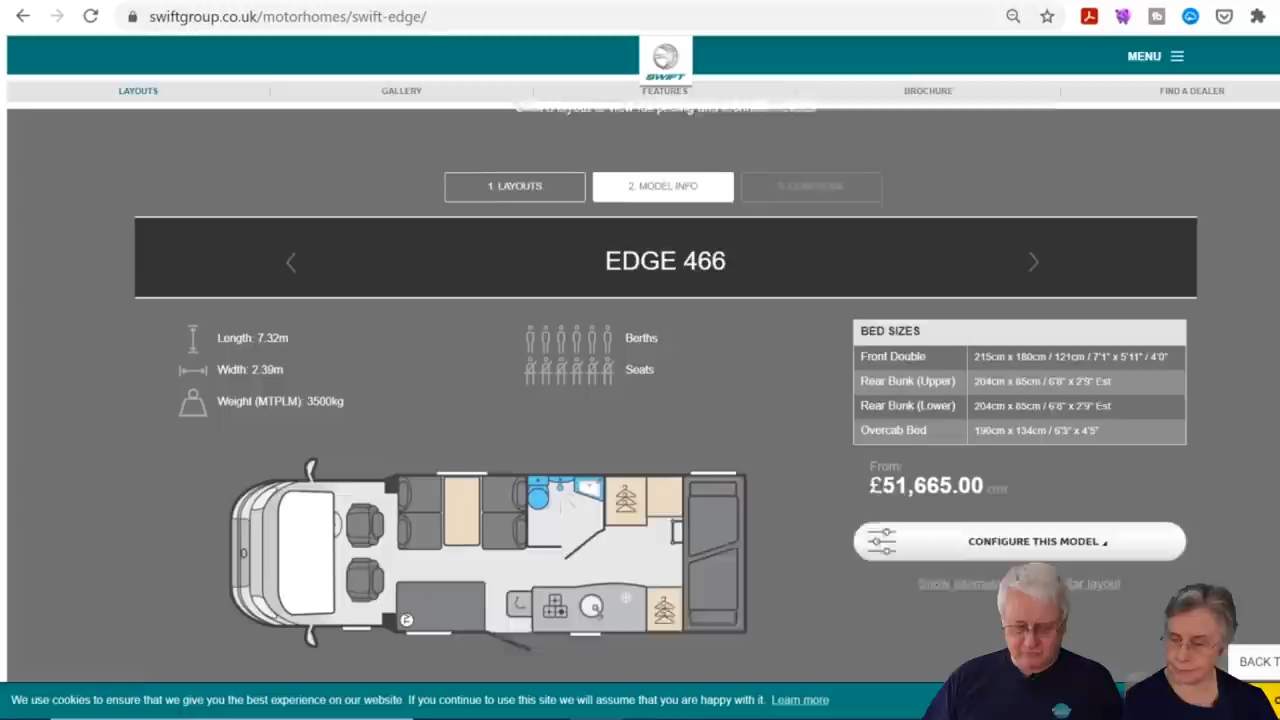 swiftgroup.co.uk/motorhomes/swift-edge/
MENU
SWIFT
LAYOUTS
GALLERY
FEATURES
BROCHURE
FIND A DEALER
1. LAYOUTS
2. MODEL INFO
EDGE 466
Length: 7.32m
Width: 2.39m
Weight (MTPLM): 3500kg
Berths
Seats
BED SIZES
Front Double 215cm x 180cm / 121cm / 7'1" x 5'11" / 4'0"
Rear Bunk (Upper) 204cm x 85cm / 6'8" x 2'9" Est
Rear Bunk (Lower) 204cm x 85cm / 6'8" x 2'9" Est
Overcab Bed 190cm x 134cm / 6'3" x 4'5"
From:
£51,665.00
CONFIGURE THIS MODEL
BACK T
We use cookies to ensure that we give you the best experience on our website. If you continue to use this site we will assume that you are happy with it. Learn more